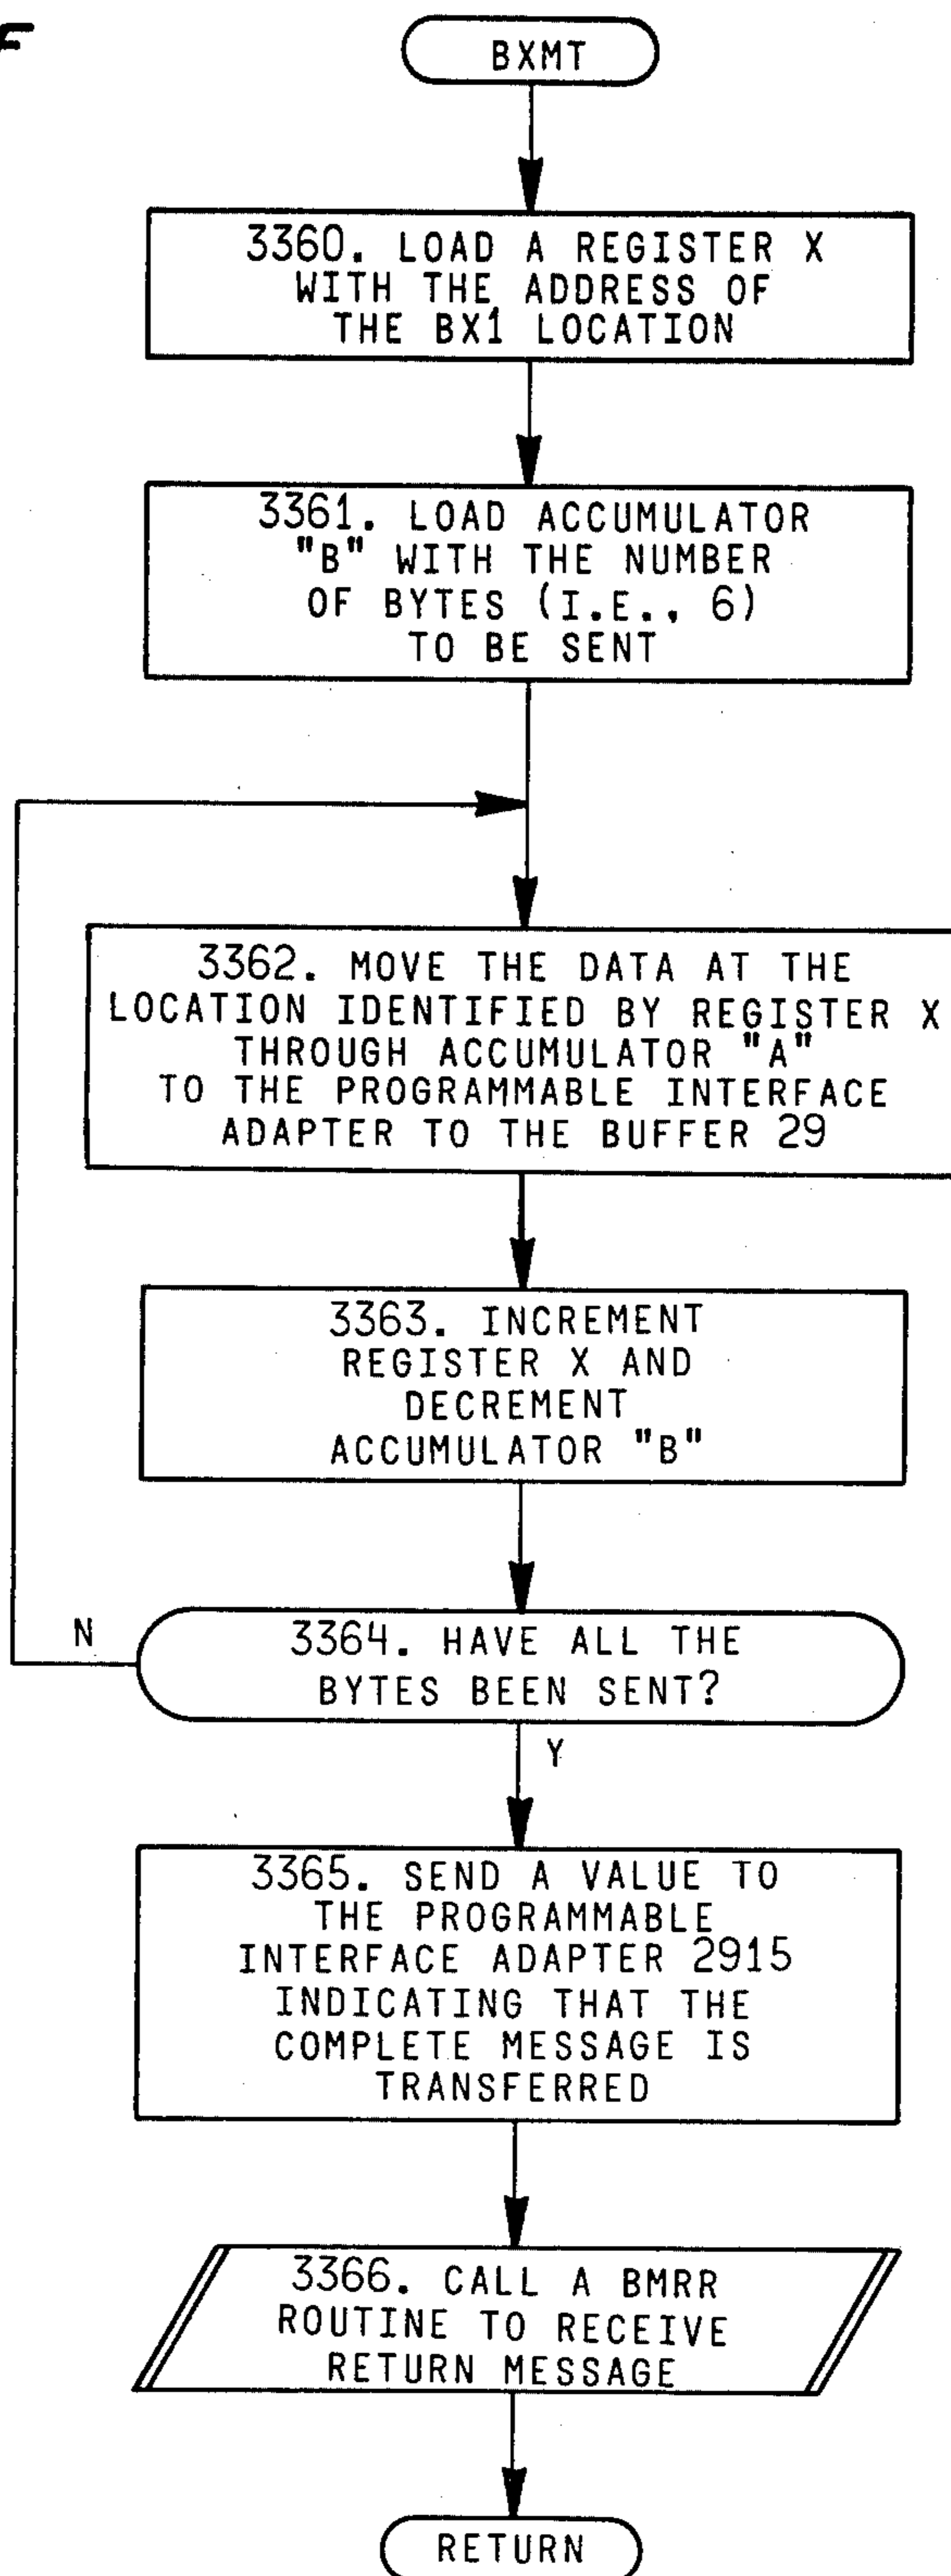 F
BXMT
3360. LOAD A REGISTER X
WITH THE ADDRESS OF
THE BX1 LOCATION
3361. LOAD ACCUMULATOR
"B" WITH THE NUMBER
OF BYTES (I.E., 6)
TO BE SENT
3362. MOVE THE DATA AT THE
LOCATION IDENTIFIED BY REGISTER X
THROUGH ACCUMULATOR "A"
TO THE PROGRAMMABLE INTERFACE
ADAPTER TO THE BUFFER 29
3363. INCREMENT
REGISTER X AND
DECREMENT
ACCUMULATOR "B"
N
3364. HAVE ALL THE
BYTES BEEN SENT?
Y
3365. SEND A VALUE TO
THE PROGRAMMABLE
INTERFACE ADAPTER 2915
INDICATING THAT THE
COMPLETE MESSAGE IS
TRANSFERRED
3366. CALL A BMRR
ROUTINE TO RECEIVE
RETURN MESSAGE
RETURN